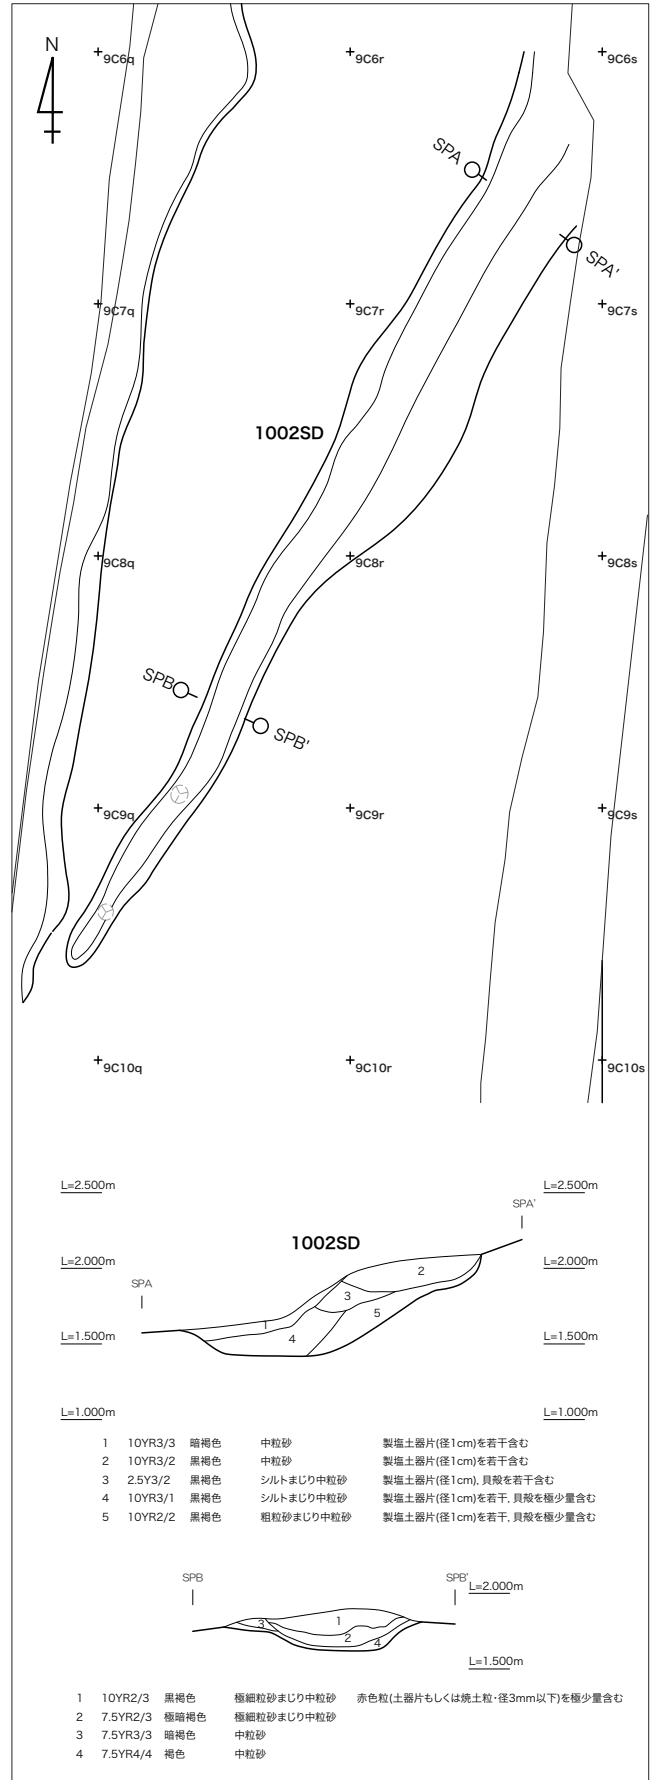 N
9C6q
9C6r
9C6s
SPA
SPA'
9C7q
9C7r
9C7s
1002SD
9C8q
9C8r
9C8s
SPB
SPB'
9C9q
9C9r
9C9s
9C10q
9C10r
9C10s
L=2.500m
L=2.500m
SPA'
1002SD
L=2.000m
L=2.000m
2
SPA
3
1
5
4
L=1.500m
L=1.500m
L=1.000m
L=1.000m
1 10YR3/3 暗褐色 中粒砂 製塩土器片(径1cm)を若干含む
2 10YR3/2 黒褐色 中粒砂 製塩土器片(径1cm)を若干含む
3 2.5Y3/2 黒褐色 シルトまじり中粒砂 製塩土器片(径1cm), 貝殻を若干含む
4 10YR3/1 黒褐色 シルトまじり中粒砂 製塩土器片(径1cm)を若干, 貝殻を極少量含む
5 10YR2/2 黒褐色 粗粒砂まじり中粒砂 製塩土器片(径1cm)を若干, 貝殻を極少量含む
SPB
SPB'
L=2.000m
1
3
2
4
L=1.500m
1 10YR2/3 黒褐色 極細粒砂まじり中粒砂 赤色粒(土器片もしくは焼土粒・径3mm以下)を極少量含む
2 7.5YR2/3 極暗褐色 極細粒砂まじり中粒砂
3 7.5YR3/3 暗褐色 中粒砂
4 7.5YR4/4 褐色 中粒砂